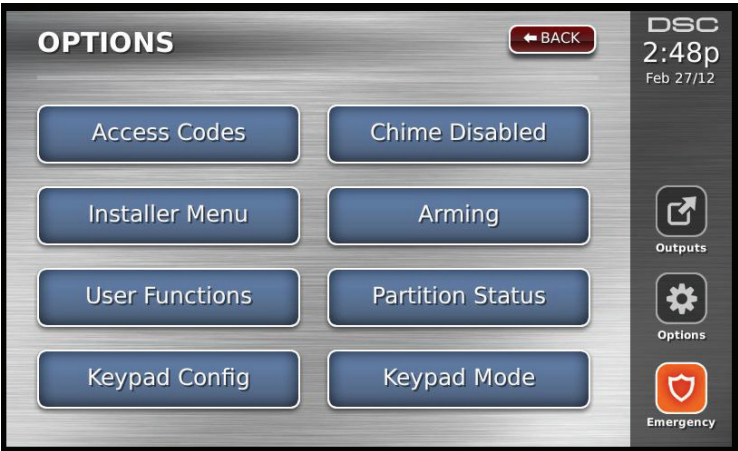 OPTIONS
BACK
DSC
2:48p
Feb 27/12
Access Codes
Chime Disabled
Installer Menu
Arming
User Functions
Partition Status
Keypad Config
Keypad Mode
Outputs
Options
Emergency